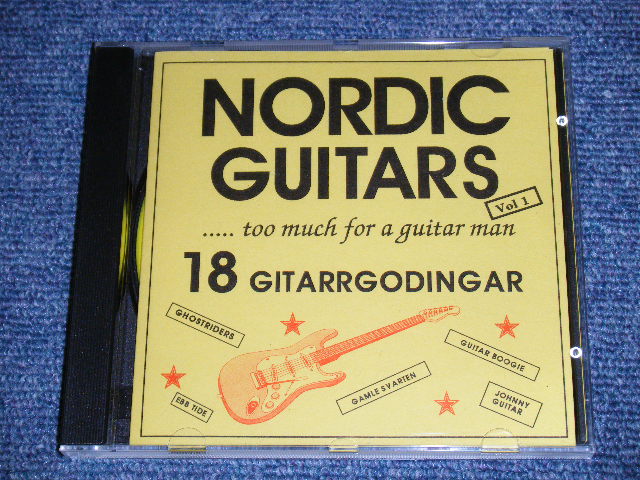 NORDIC
GUITARS
Vol 1
..... too much for a guitar man
18 GITARRGODINGAR
GHOSTRIDERS
GUITAR BOOGIE
EBB TIDE
GAMLE SVARTEN
JOHNNY
GUITAR